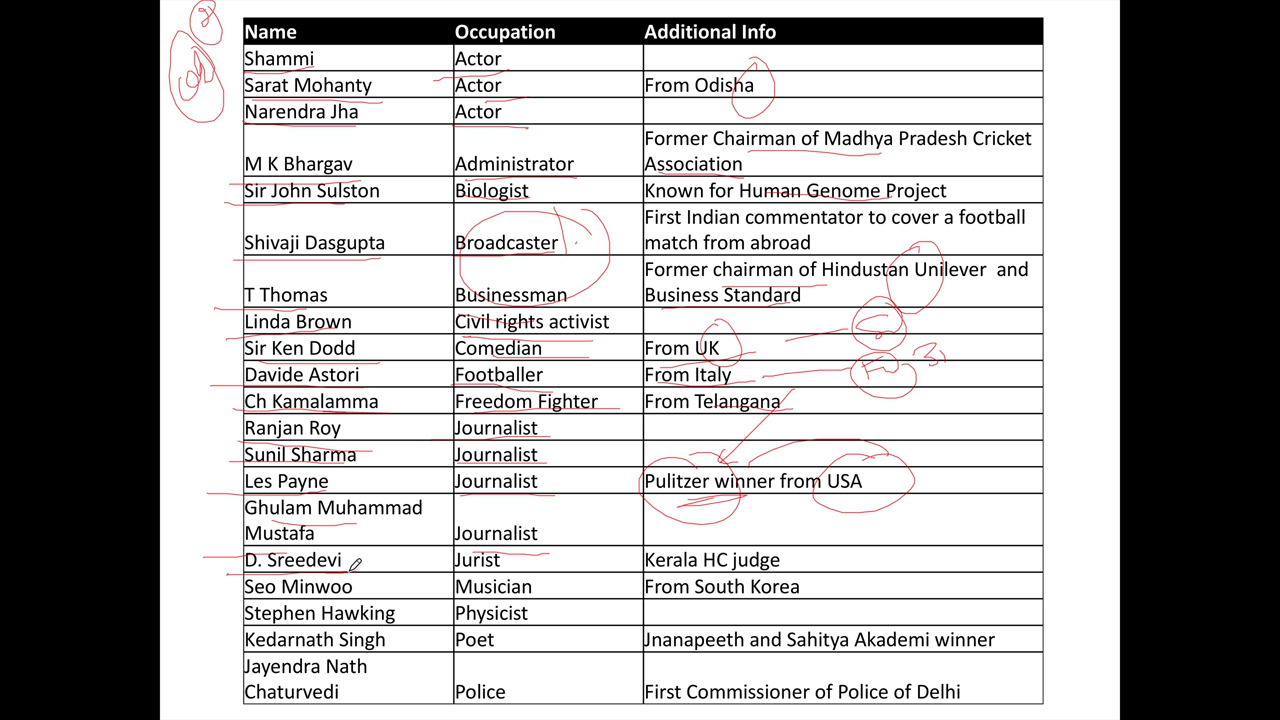 Name Occupation Additional Info
Shammi Actor
Sarat Mohanty Actor From Odisha
Narendra Jha Actor
Former Chairman of Madhya Pradesh Cricket
M K Bhargav Administrator Association
Sir John Sulston Biologist Known for Human Genome Project
First Indian commentator to cover a football
Shivaji Dasgupta Broadcaster match from abroad
Former chairman of Hindustan Unilever and
T Thomas Businessman Business Standard
Linda Brown Civil rights activist
Sir Ken Dodd Comedian From UK
Davide Astori Footballer From Italy
Ch Kamalamma Freedom Fighter From Telangana
Ranjan Roy Journalist
Sunil Sharma Journalist
Les Payne Journalist Pulitzer winner from USA
Ghulam Muhammad
Mustafa Journalist
D. Sreedevi Jurist Kerala HC judge
Seo Minwoo Musician From South Korea
Stephen Hawking Physicist
Kedarnath Singh Poet Jnanapeeth and Sahitya Akademi winner
Jayendra Nath
Chaturvedi Police First Commissioner of Police of Delhi